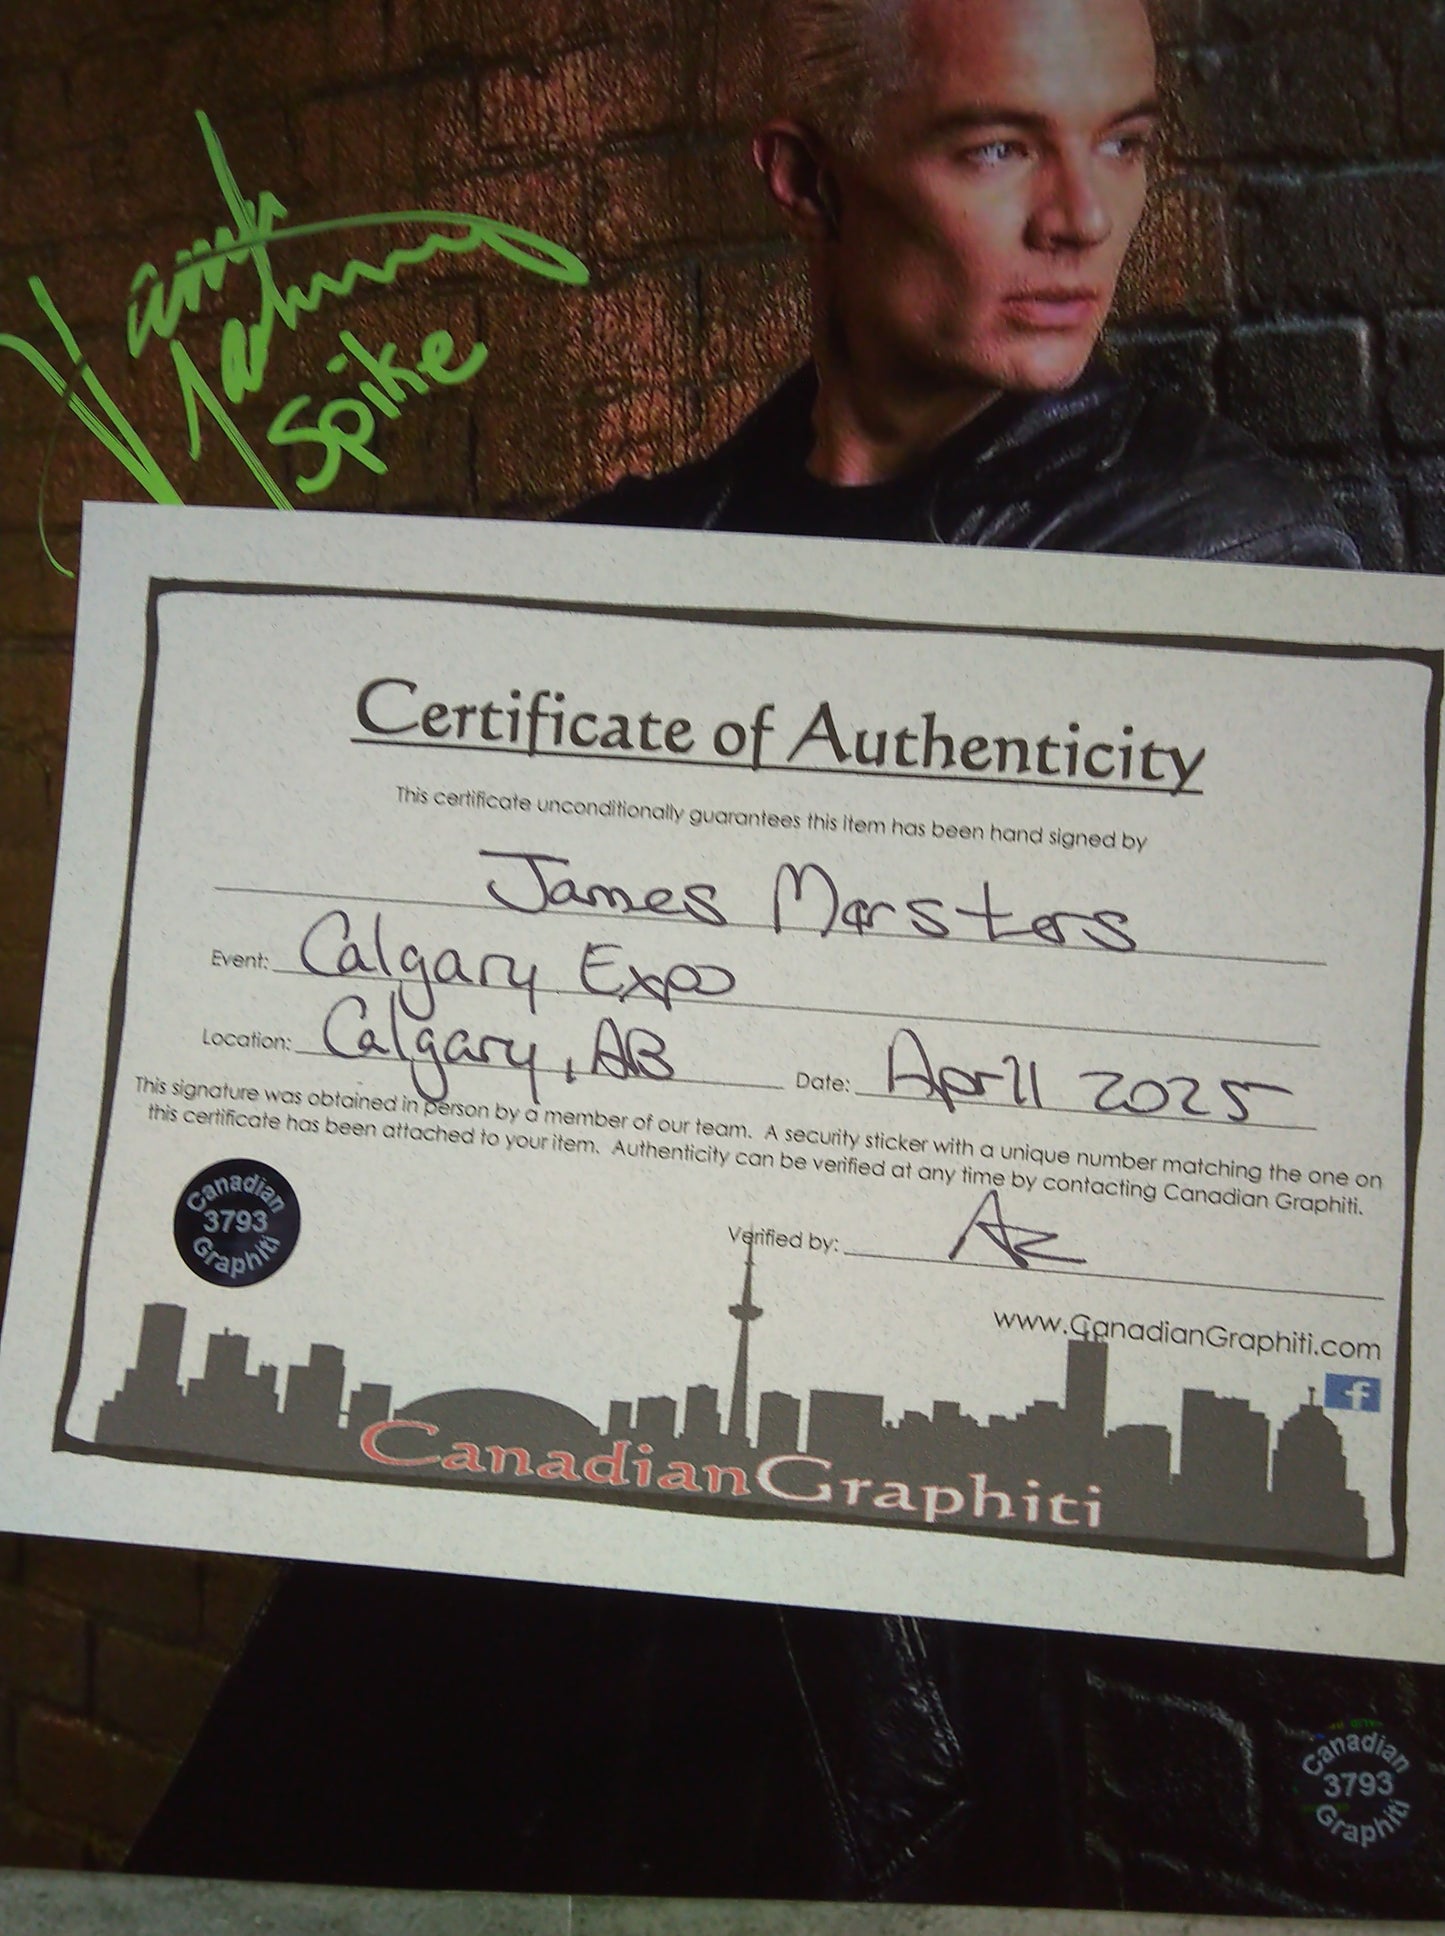 James
Marsters
Spike
Certificate of Authenticity
This certificate unconditionally guarantees this item has been hand signed by
James Marsters
Event: Calgary Expo
Location: Calgary, AB Date: April 2025
This signature was obtained in person by a member of our team. A security sticker with a unique number matching the one on
this certificate has been attached to your item. Authenticity can be verified at any time by contacting Canadian Graphiti.
Canadian
3793
Graphiti
Verified by: Az
www.CanadianGraphiti.com
f
CanadianGraphiti
Canadian
3793
Graphiti